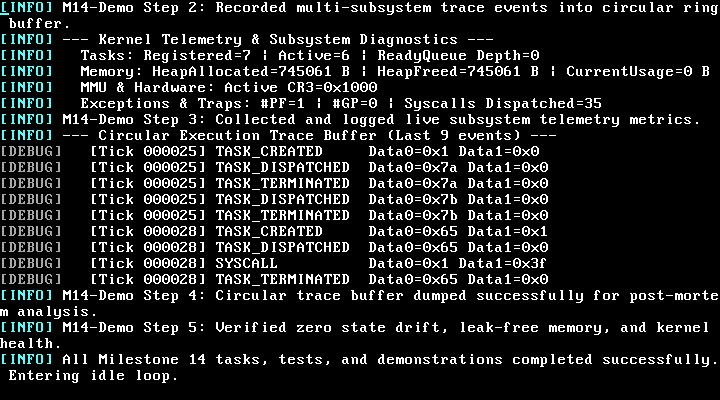 [INFO] M14-Demo Step 2: Recorded multi-subsystem trace events into circular ring
 buffer.
[INFO] --- Kernel Telemetry & Subsystem Diagnostics ---
[INFO]   Tasks: Registered=7 | Active=6 | ReadyQueue Depth=0
[INFO]   Memory: HeapAllocated=745061 B | HeapFreed=745061 B | CurrentUsage=0 B
[INFO]   MMU & Hardware: Active CR3=0x1000
[INFO]   Exceptions & Traps: #PF=1 | #GP=0 | Syscalls Dispatched=35
[INFO] M14-Demo Step 3: Collected and logged live subsystem telemetry metrics.
[INFO] --- Circular Execution Trace Buffer (Last 9 events) ---
[DEBUG]   [Tick 000025] TASK_CREATED     Data0=0x1 Data1=0x0
[DEBUG]   [Tick 000025] TASK_DISPATCHED  Data0=0x7a Data1=0x0
[DEBUG]   [Tick 000025] TASK_TERMINATED  Data0=0x7a Data1=0x0
[DEBUG]   [Tick 000025] TASK_DISPATCHED  Data0=0x7b Data1=0x0
[DEBUG]   [Tick 000025] TASK_TERMINATED  Data0=0x7b Data1=0x0
[DEBUG]   [Tick 000028] TASK_CREATED     Data0=0x65 Data1=0x1
[DEBUG]   [Tick 000028] TASK_DISPATCHED  Data0=0x65 Data1=0x0
[DEBUG]   [Tick 000028] SYSCALL          Data0=0x1 Data1=0x3f
[DEBUG]   [Tick 000028] TASK_TERMINATED  Data0=0x65 Data1=0x0
[INFO] M14-Demo Step 4: Circular trace buffer dumped successfully for post-morte
m analysis.
[INFO] M14-Demo Step 5: Verified zero state drift, leak-free memory, and kernel
health.
[INFO] All Milestone 14 tasks, tests, and demonstrations completed successfully.
 Entering idle loop.